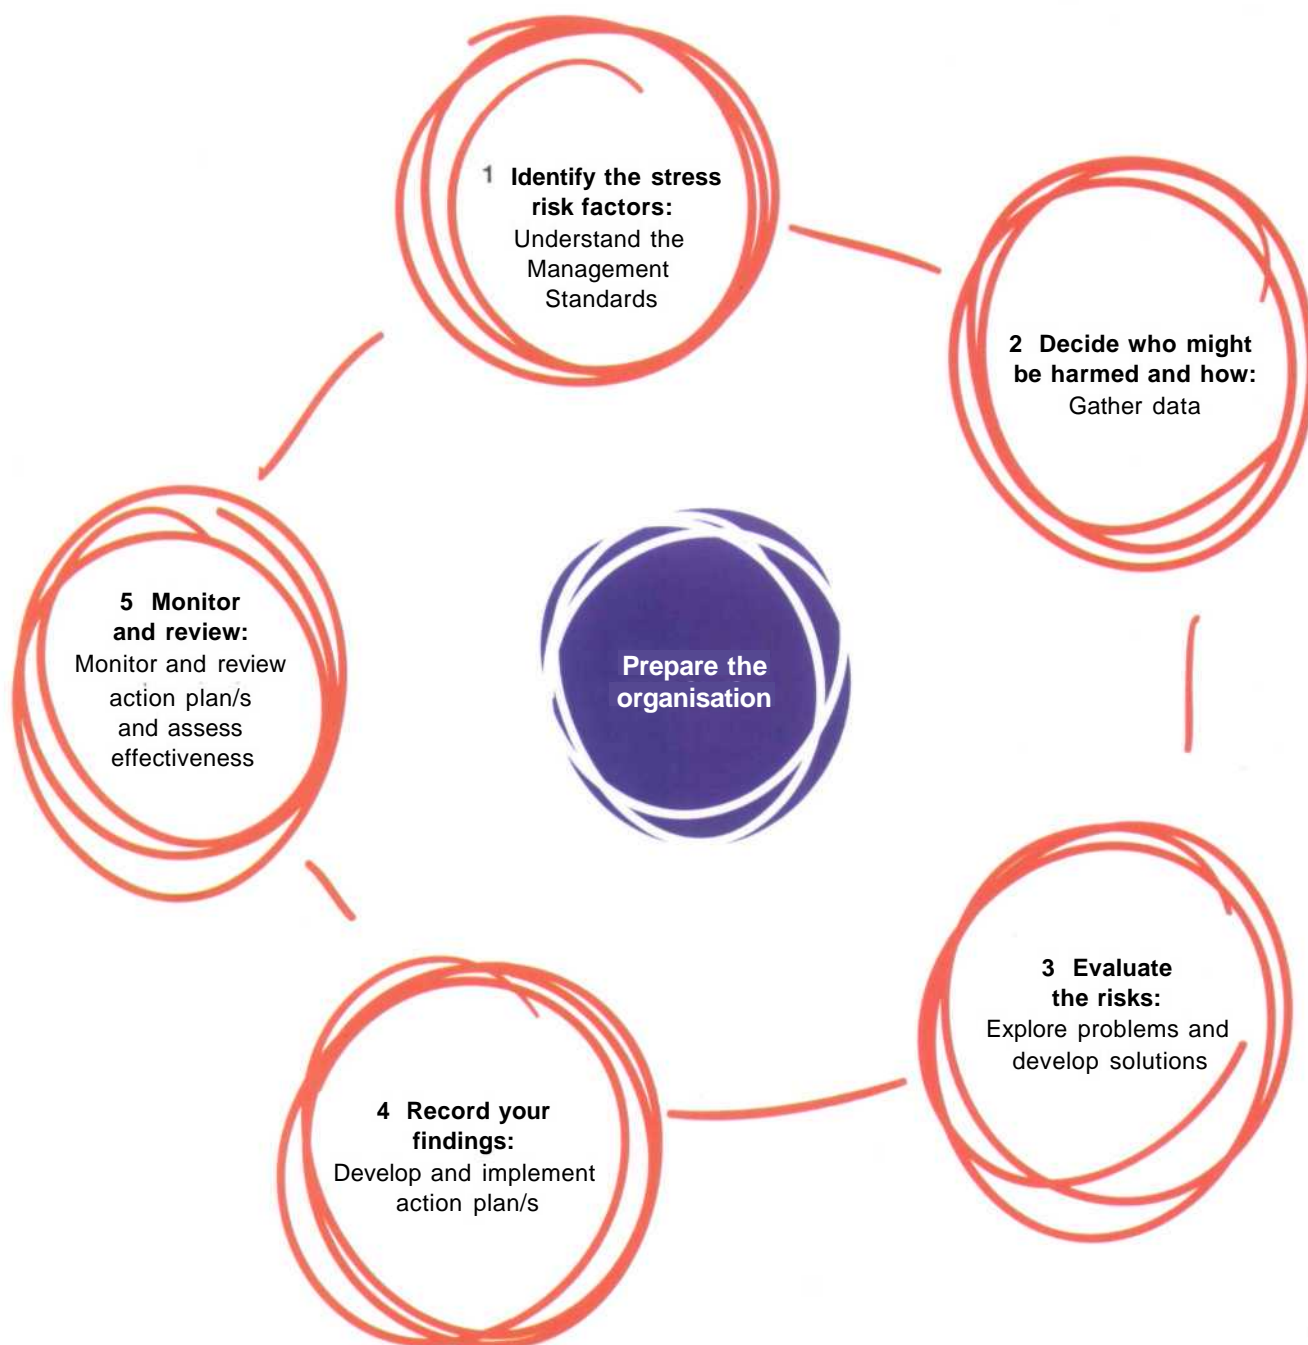 1 Identify the stress
risk factors:
Understand the
Management
Standards
2 Decide who might
be harmed and how:
Gather data
3 Evaluate
the risks:
Explore problems and
develop solutions
4 Record your
findings:
Develop and implement
action plan/s
5 Monitor
and review:
Monitor and review
action plan/s
and assess
effectiveness
Prepare the
organisation